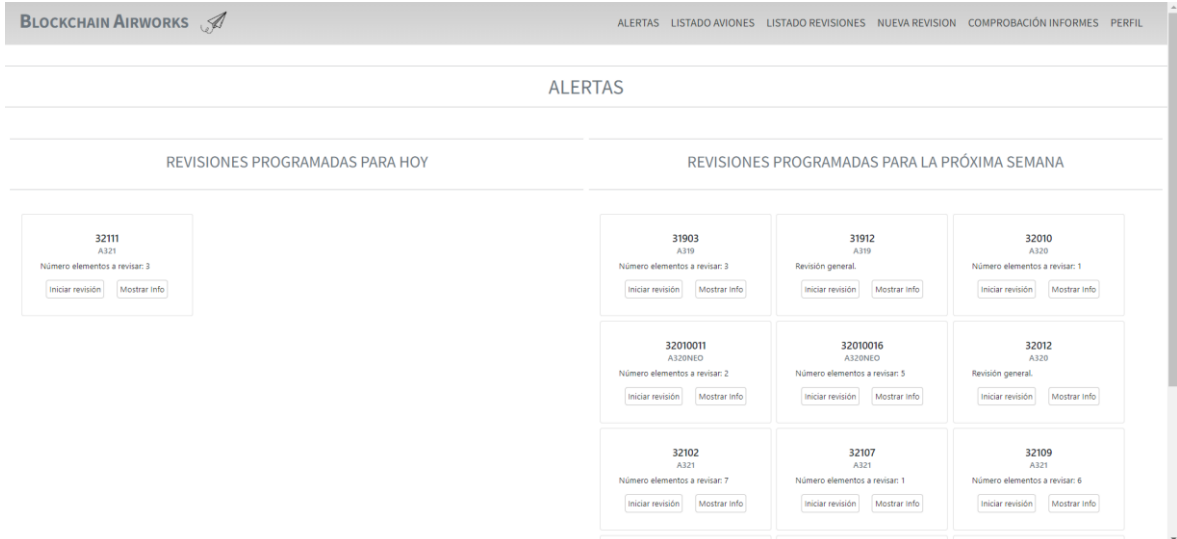 BLOCKCHAIN AIRWORKS
ALERTAS LISTADO AVIONES LISTADO REVISIONES NUEVA REVISION COMPROBACIÓN INFORMES PERFIL
ALERTAS
REVISIONES PROGRAMADAS PARA HOY
32111
A321
Número elementos a revisar: 3
Iniciar revisión Mostrar Info
REVISIONES PROGRAMADAS PARA LA PRÓXIMA SEMANA
31903
A319
Número elementos a revisar: 3
Iniciar revisión Mostrar Info
31912
A319
Revisión general.
Iniciar revisión Mostrar Info
32010
A320
Número elementos a revisar: 1
Iniciar revisión Mostrar Info
32010011
A320NEO
Número elementos a revisar: 2
Iniciar revisión Mostrar Info
32010016
A320NEO
Número elementos a revisar: 5
Iniciar revisión Mostrar Info
32012
A320
Revisión general.
Iniciar revisión Mostrar Info
32102
A321
Número elementos a revisar: 7
Iniciar revisión Mostrar Info
32107
A321
Número elementos a revisar: 1
Iniciar revisión Mostrar Info
32109
A321
Número elementos a revisar: 6
Iniciar revisión Mostrar Info